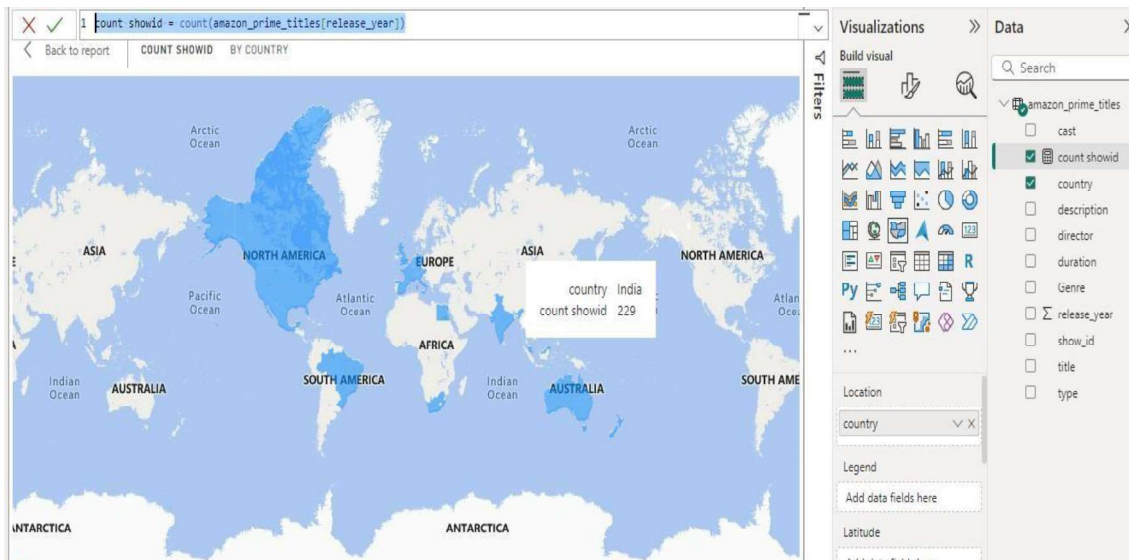 1 count showid = count(amazon_prime_titles[release_year])
Back to report COUNT SHOWID BY COUNTRY
Arctic
Ocean
Arctic
Ocean
ASIA
NORTH AMERICA
EUROPE
ASIA
NORTH AMERICA
Pacific
Ocean
Atlantic
Ocean
country India
count showid 229
AFRICA
Indian
Ocean
AUSTRALIA
SOUTH AMERICA
Indian
Ocean
AUSTRALIA
SOUTH AME
ANTARCTICA
Filters
Visualizations
Build visual
123
R
Py
123
...
Location
country
Legend
Add data fields here
Latitude
Data
Search
amazon_prime_titles
cast
count showid
country
description
director
duration
Genre
Σ release_year
show_id
title
type